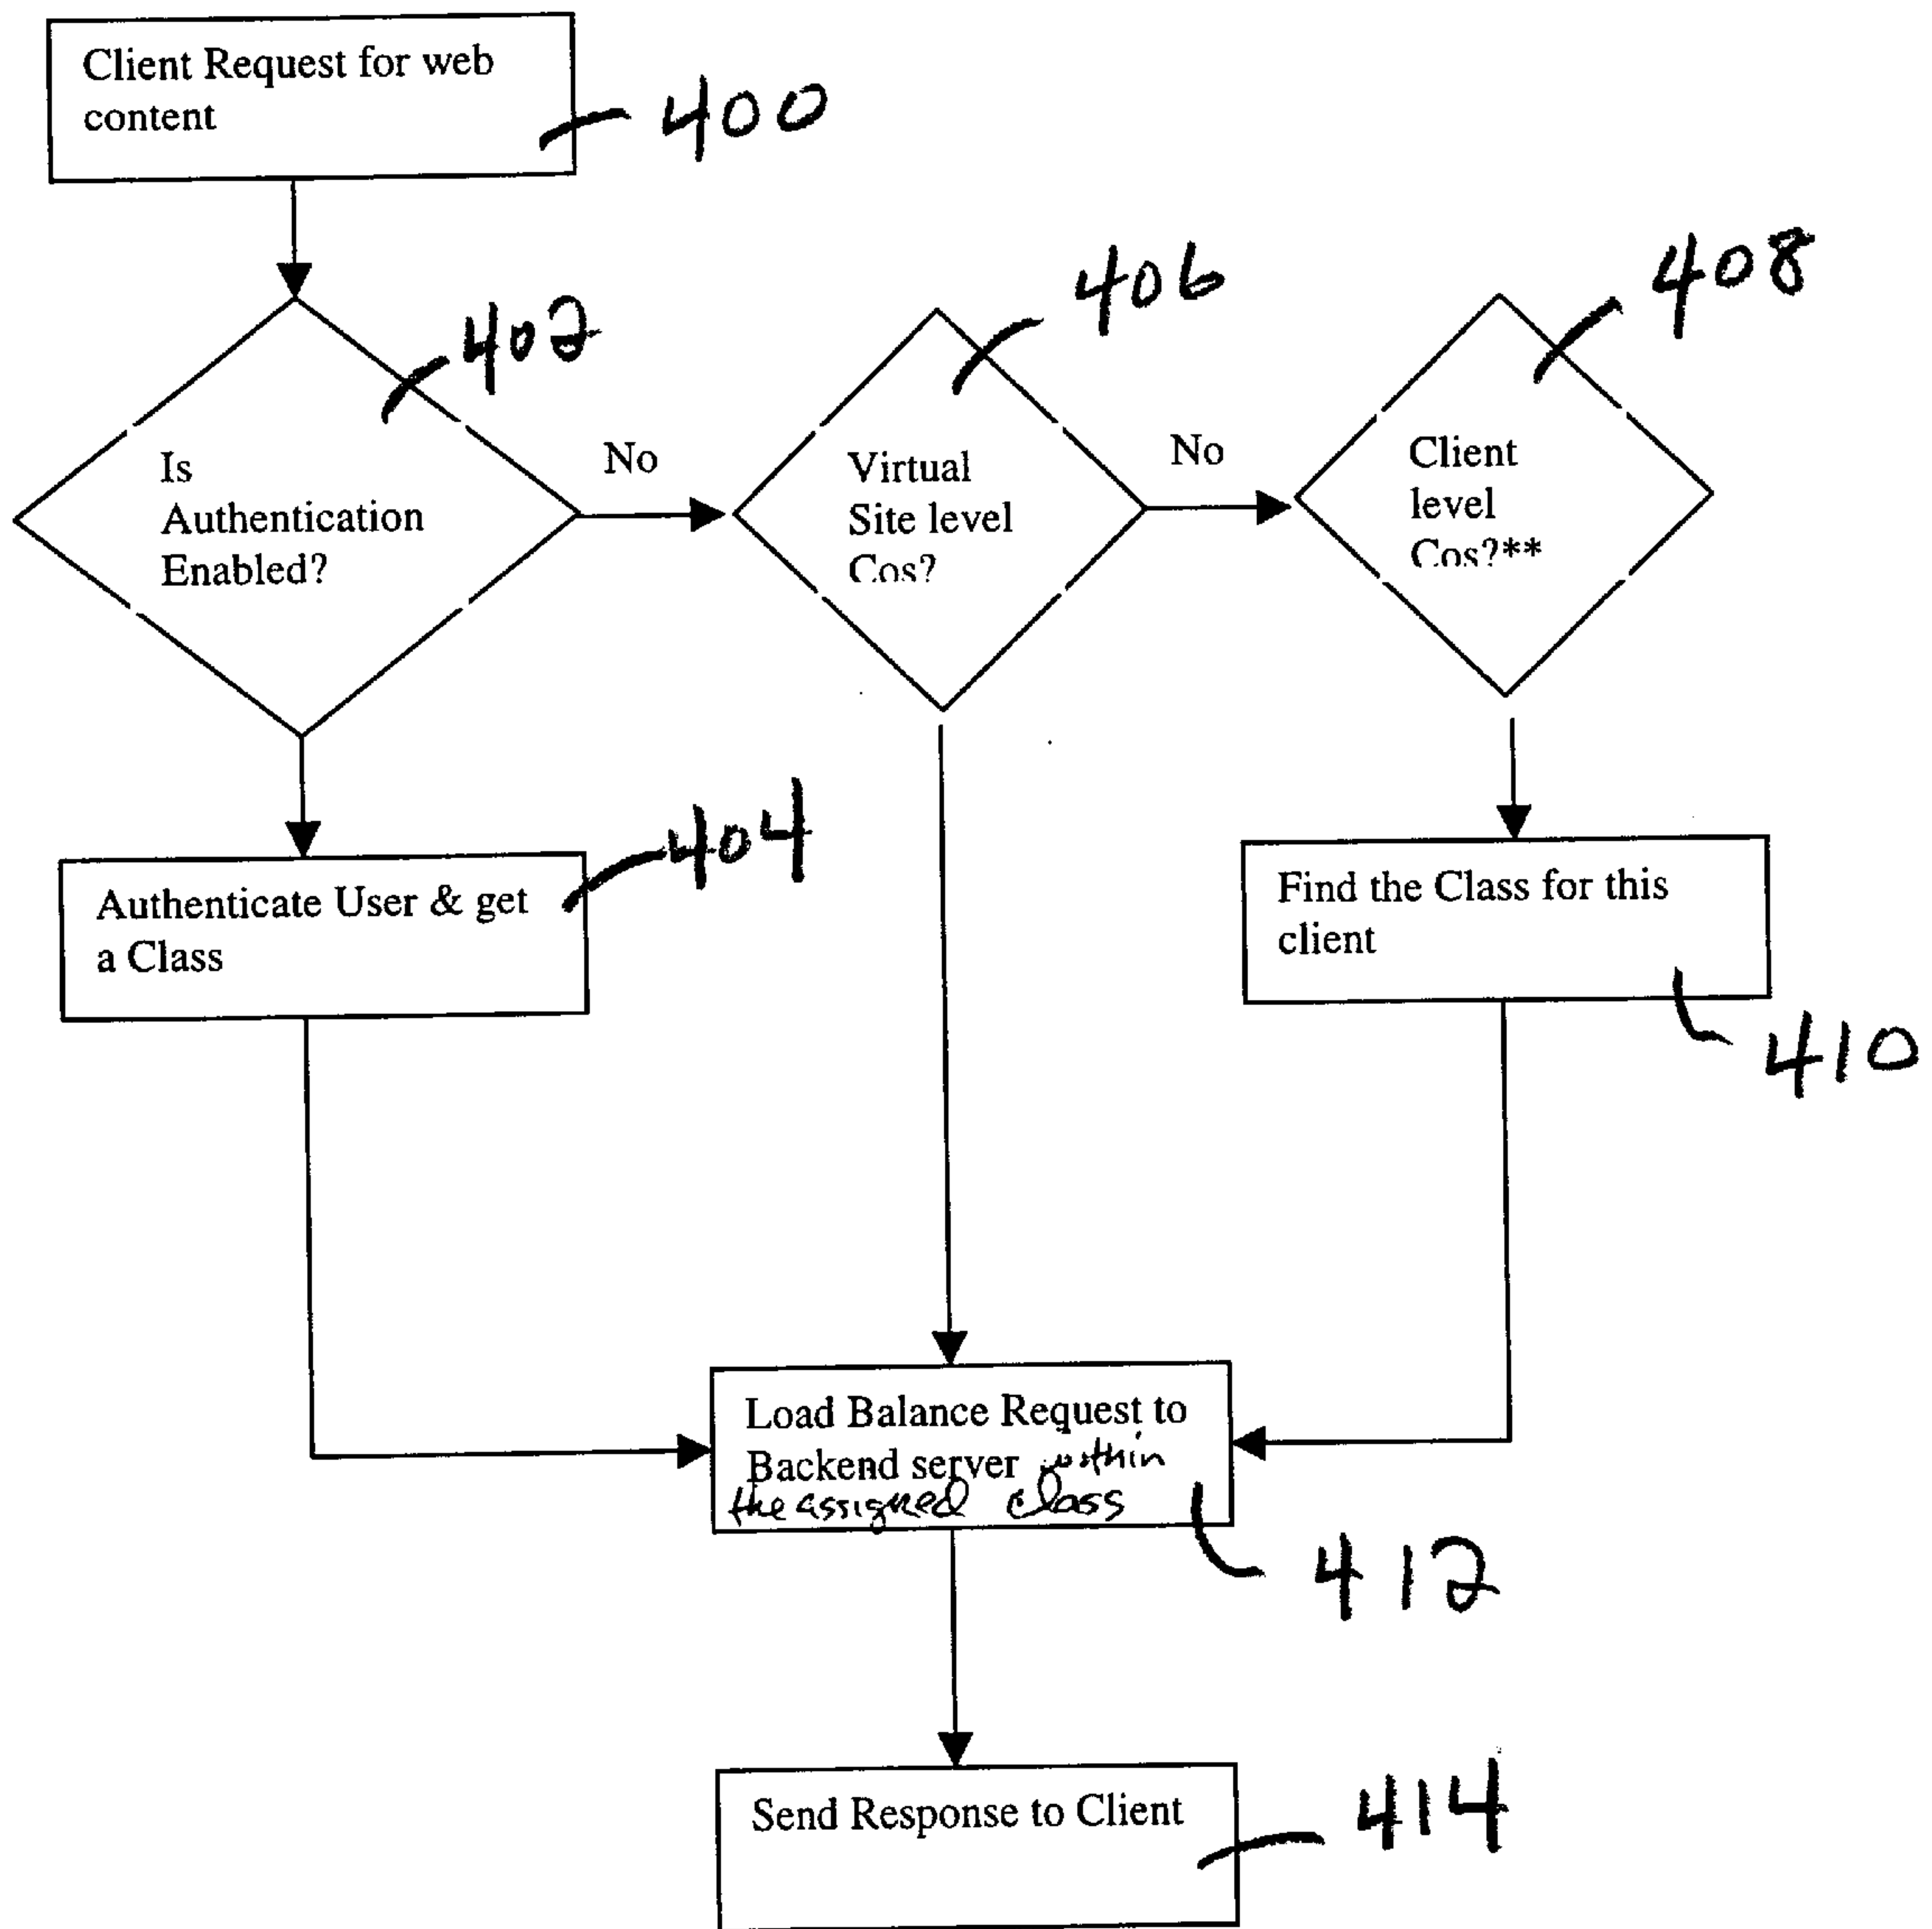 Client Request for web
content
400
402
406
408
Is
Authentication
Enabled?
No
Virtual
Site level
Cos?
No
Client
level
Cos?**
Authenticate User & get
a Class
404
Find the Class for this
client
410
Load Balance Request to
Backend server within
the assigned class
412
Send Response to Client
414